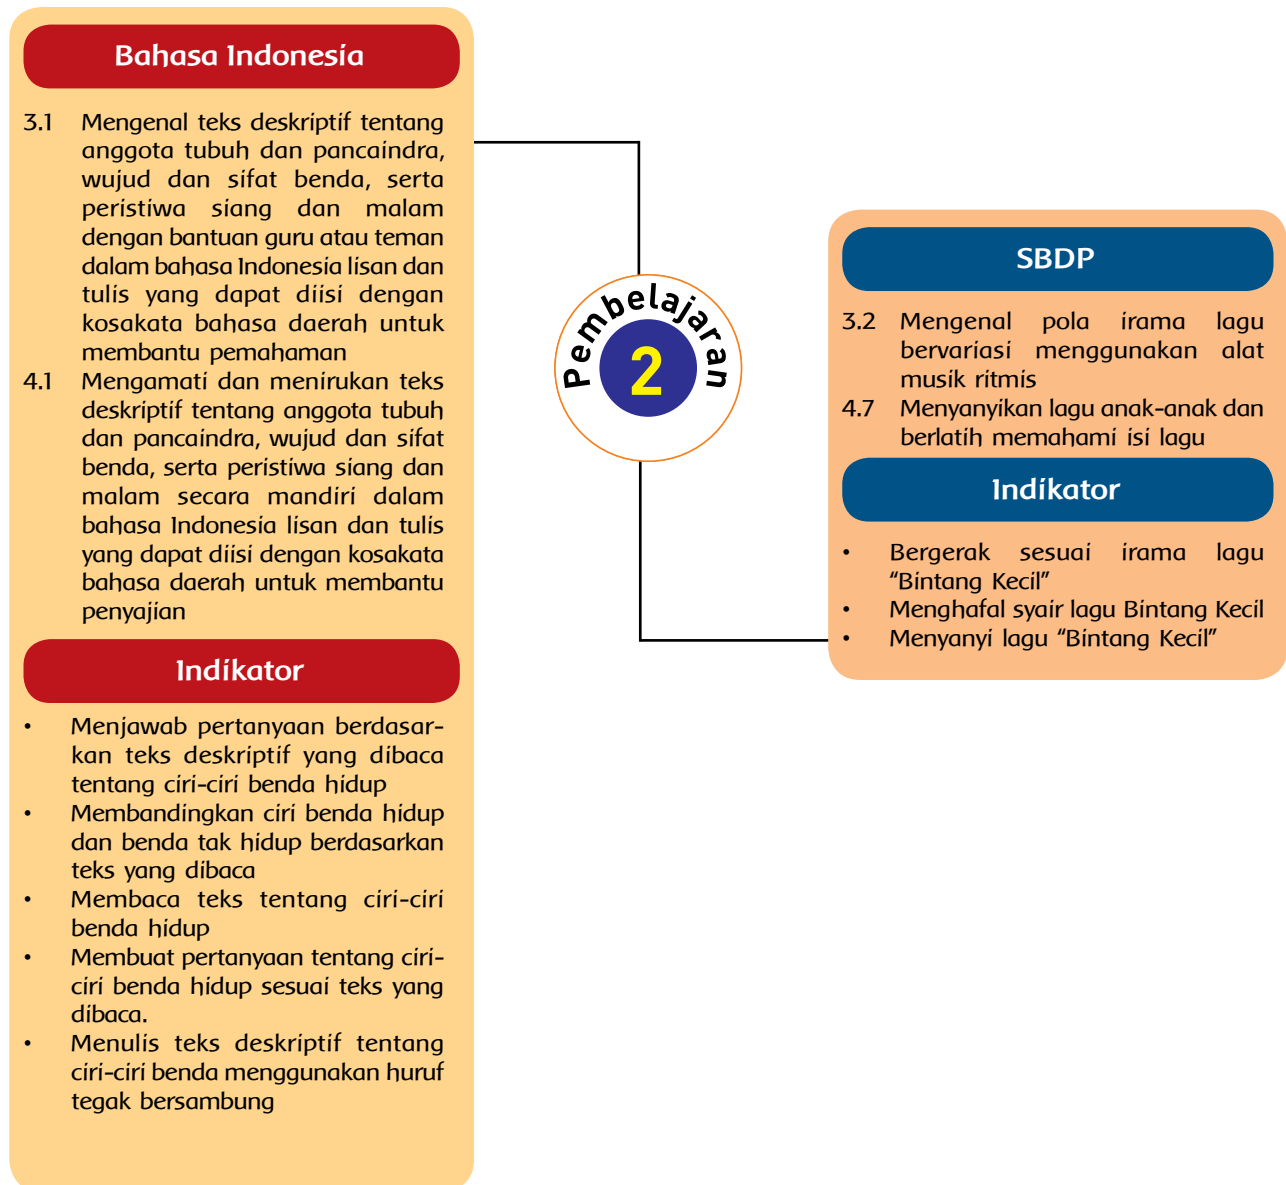 Bahasa Indonesia
3.1 Mengenal teks deskriptif tentang
anggota tubuh dan pancaindra,
wujud dan sifat benda, serta
peristiwa siang dan malam
dengan bantuan guru atau teman
dalam bahasa Indonesia lisan dan
tulis yang dapat diisi dengan
kosakata bahasa daerah untuk
membantu pemahaman
4.1 Mengamati dan menirukan teks
deskriptif tentang anggota tubuh
dan pancaindra, wujud dan sifat
benda, serta peristiwa siang dan
malam secara mandiri dalam
bahasa Indonesia lisan dan tulis
yang dapat diisi dengan kosakata
bahasa daerah untuk membantu
penyajian
Indikator
• Menjawab pertanyaan berdasar-
kan teks deskriptif yang dibaca
tentang ciri-ciri benda hidup
• Membandingkan ciri benda hidup
dan benda tak hidup berdasarkan
teks yang dibaca
• Membaca teks tentang ciri-ciri
benda hidup
• Membuat pertanyaan tentang ciri-
ciri benda hidup sesuai teks yang
dibaca.
• Menulis teks deskriptif tentang
ciri-ciri benda menggunakan huruf
tegak bersambung
Pembelajaran
2
SBDP
3.2 Mengenal pola irama lagu
bervariasi menggunakan alat
musik ritmis
4.7 Menyanyikan lagu anak-anak dan
berlatih memahami isi lagu
Indikator
• Bergerak sesuai irama lagu
“Bintang Kecil”
• Menghafal syair lagu Bintang Kecil
• Menyanyi lagu “Bintang Kecil”